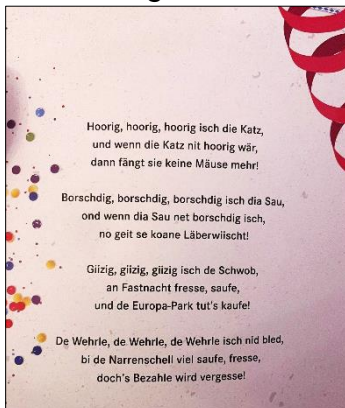 Hoorig, hoorig, hoorig isch die Katz,
und wenn die Katz nit hoorig wär,
dann fängt sie keine Mäuse mehr!
Borschdig, borschdig, borschdig isch dia Sau,
ond wenn dia Sau net borschdig isch,
no geit se koane Läberwiischt!
Giizig, giizig, giizig isch de Schwob,
an Fastnacht fresse, saufe,
und de Europa-Park tut's kaufe!
De Wehrle, de Wehrle, de Wehrle isch nid bled,
bi de Narrenschell viel saufe, fresse,
doch's Bezahle wird vergesse!